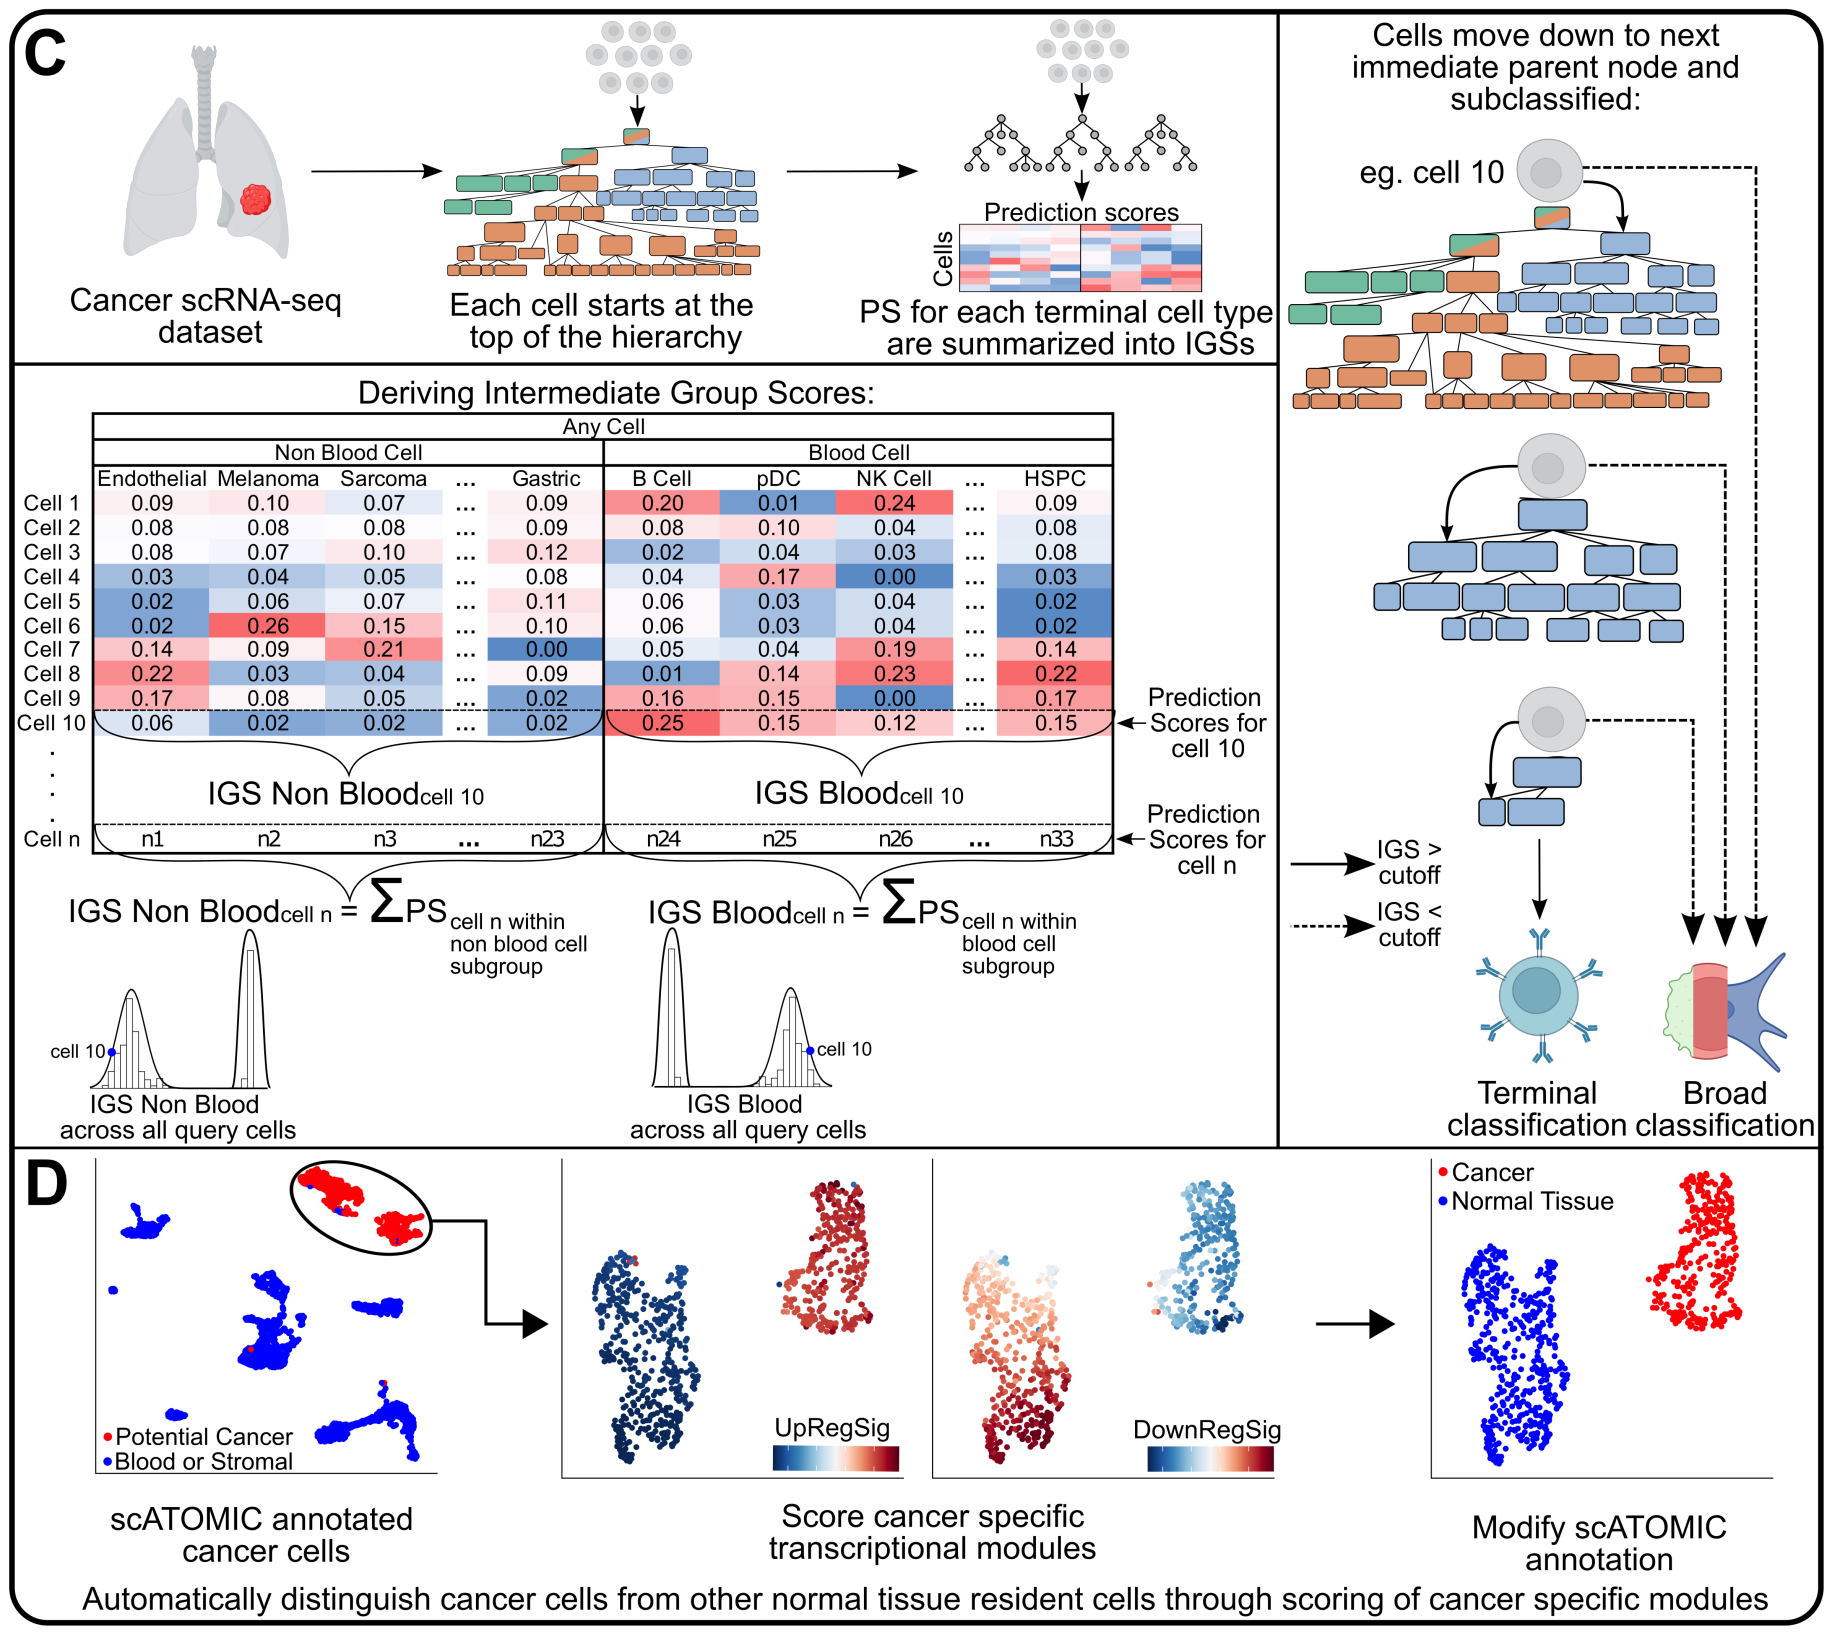 C
Cancer scRNA-seq
dataset
Each cell starts at the
top of the hierarchy
Prediction scores
Cells
PS for each terminal cell type
are summarized into IGSs
Cells move down to next
immediate parent node and
subclassified:
eg. cell 10
IGS >
cutoff
IGS <
cutoff
Terminal
classification
Broad
classification
Deriving Intermediate Group Scores:
Any Cell
Non Blood Cell Blood Cell
Endothelial Melanoma Sarcoma ... Gastric B Cell pDC NK Cell ... HSPC
Cell 1 0.09 0.10 0.07 ... 0.09 0.20 0.01 0.24 ... 0.09
Cell 2 0.08 0.08 0.08 ... 0.09 0.08 0.10 0.04 ... 0.08
Cell 3 0.08 0.07 0.10 ... 0.12 0.02 0.04 0.03 ... 0.08
Cell 4 0.03 0.04 0.05 ... 0.08 0.04 0.17 0.00 ... 0.03
Cell 5 0.02 0.06 0.07 ... 0.11 0.06 0.03 0.04 ... 0.02
Cell 6 0.02 0.26 0.15 ... 0.10 0.06 0.03 0.04 ... 0.02
Cell 7 0.14 0.09 0.21 ... 0.00 0.05 0.04 0.19 ... 0.14
Cell 8 0.22 0.03 0.04 ... 0.09 0.01 0.14 0.23 ... 0.22
Cell 9 0.17 0.08 0.05 ... 0.02 0.16 0.15 0.00 ... 0.17
Cell 10 0.06 0.02 0.02 ... 0.02 0.25 0.15 0.12 ... 0.15
Prediction
Scores for
cell 10
.
.
.
.
IGS Non Blood cell 10 IGS Blood cell 10
Cell n n1 n2 n3 ... n23 n24 n25 n26 ... n33
Prediction
Scores for
cell n
IGS Non Blood cell n = ΣPS cell n within
non blood cell
subgroup
IGS Blood cell n = ΣPS cell n within
blood cell
subgroup
cell 10
IGS Non Blood
across all query cells
cell 10
IGS Blood
across all query cells
D
Potential Cancer
Blood or Stromal
scATOMIC annotated
cancer cells
UpRegSig
DownRegSig
Score cancer specific
transcriptional modules
Cancer
Normal Tissue
Modify scATOMIC
annotation
Automatically distinguish cancer cells from other normal tissue resident cells through scoring of cancer specific modules